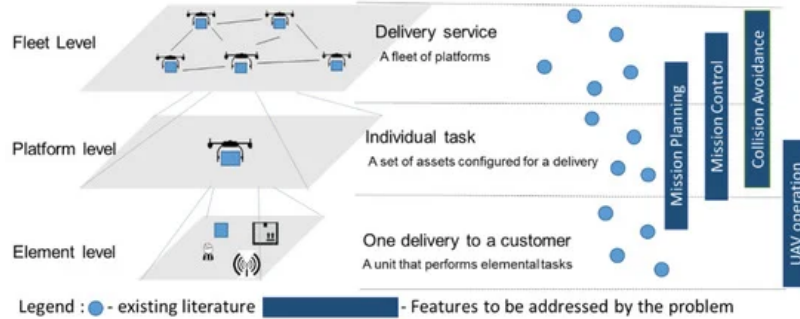 Fleet Level
Delivery service
A fleet of platforms
Platform level
Individual task
A set of assets configured for a delivery
Element level
One delivery to a customer
A unit that performs elemental tasks
Mission Planning
Mission Control
Collision Avoidance
UAV operation
Legend : - existing literature - Features to be addressed by the problem